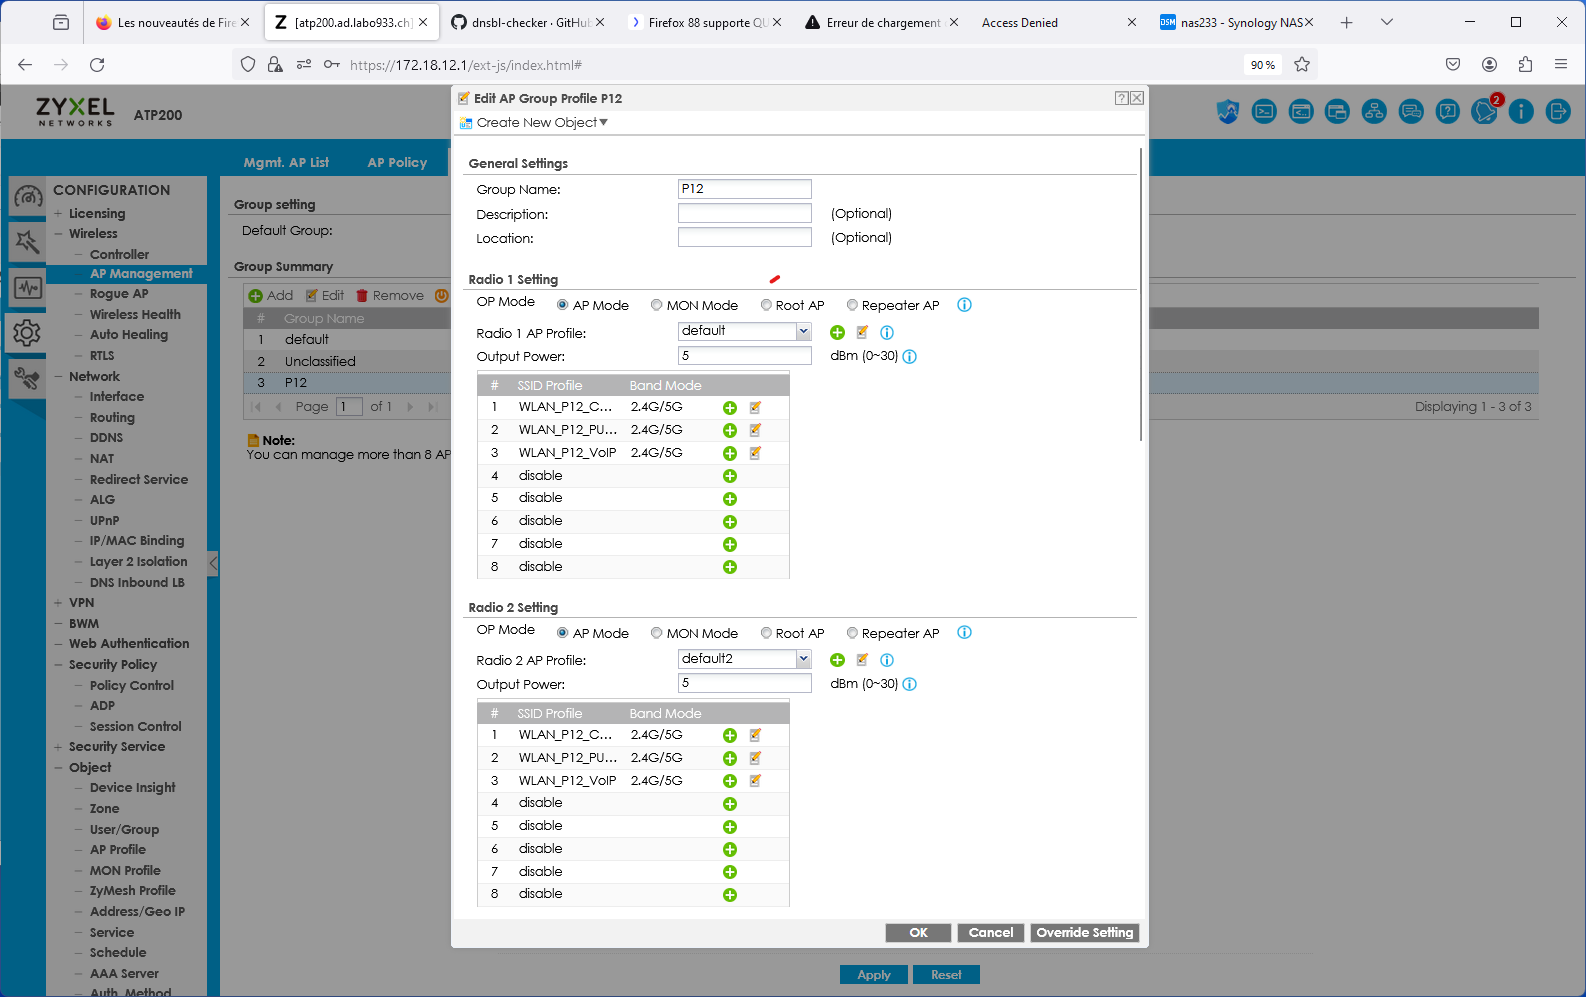 Les nouveautés de Fire
[atp200.ad.labo933.ch]
dnsbl-checker · GitHub
Firefox 88 supporte QU
Erreur de chargement
Access Denied
nas233 - Synology NAS
https://172.18.12.1/ext-js/index.html#
90 %
ZYXEL
NETWORKS
ATP200
2
Mgmt. AP List
AP Policy
CONFIGURATION
Licensing
Wireless
Controller
AP Management
Rogue AP
Wireless Health
Auto Healing
RTLS
Network
Interface
Routing
DDNS
NAT
Redirect Service
ALG
UPnP
IP/MAC Binding
Layer 2 Isolation
DNS Inbound LB
VPN
BWM
Web Authentication
Security Policy
Policy Control
ADP
Session Control
Security Service
Object
Device Insight
Zone
User/Group
AP Profile
MON Profile
ZyMesh Profile
Address/Geo IP
Service
Schedule
AAA Server
Auth. Method
Group setting
Default Group:
Group Summary
Add Edit Remove
# Group Name
1 default
2 Unclassified
3 P12
Page 1 of 1
Displaying 1 - 3 of 3
Note:
You can manage more than 8 AP
Edit AP Group Profile P12
Create New Object
General Settings
Group Name: P12
Description: (Optional)
Location: (Optional)
Radio 1 Setting
OP Mode AP Mode MON Mode Root AP Repeater AP
Radio 1 AP Profile: default
Output Power: 5 dBm (0~30)
# SSID Profile Band Mode
1 WLAN_P12_C... 2.4G/5G
2 WLAN_P12_PU... 2.4G/5G
3 WLAN_P12_VoIP 2.4G/5G
4 disable
5 disable
6 disable
7 disable
8 disable
Radio 2 Setting
OP Mode AP Mode MON Mode Root AP Repeater AP
Radio 2 AP Profile: default2
Output Power: 5 dBm (0~30)
# SSID Profile Band Mode
1 WLAN_P12_C... 2.4G/5G
2 WLAN_P12_PU... 2.4G/5G
3 WLAN_P12_VoIP 2.4G/5G
4 disable
5 disable
6 disable
7 disable
8 disable
OK Cancel Override Setting
Apply Reset